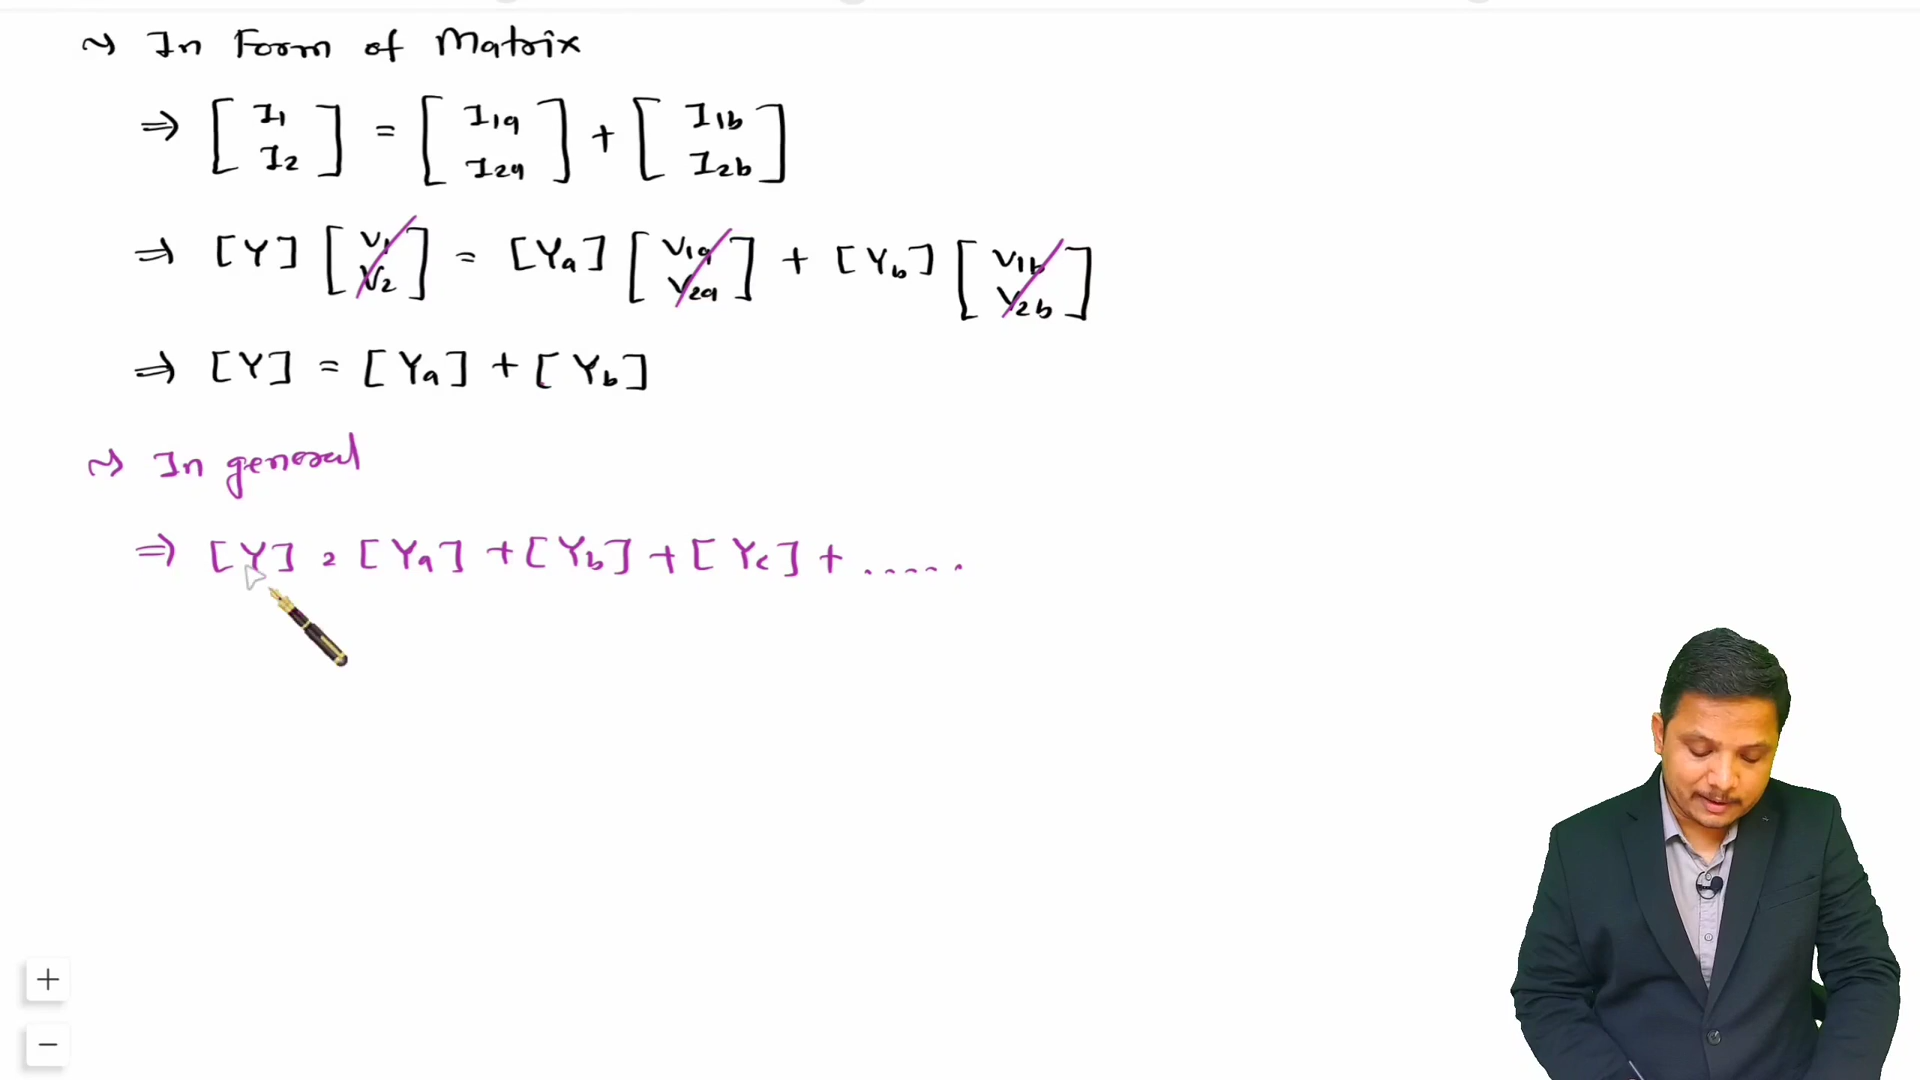 ~> In Form of Matrix
⇒ [ I1 I2 ] = [ I1a I2a ] + [ I1b I2b ]
⇒ [Y] [ V1 V2 ] = [Ya] [ V1a V2a ] + [Yb] [ V1b V2b ]
⇒ [Y] = [Ya] + [Yb]
~> In general
⇒ [Y] = [Ya] + [Yb] + [Yc] + .....